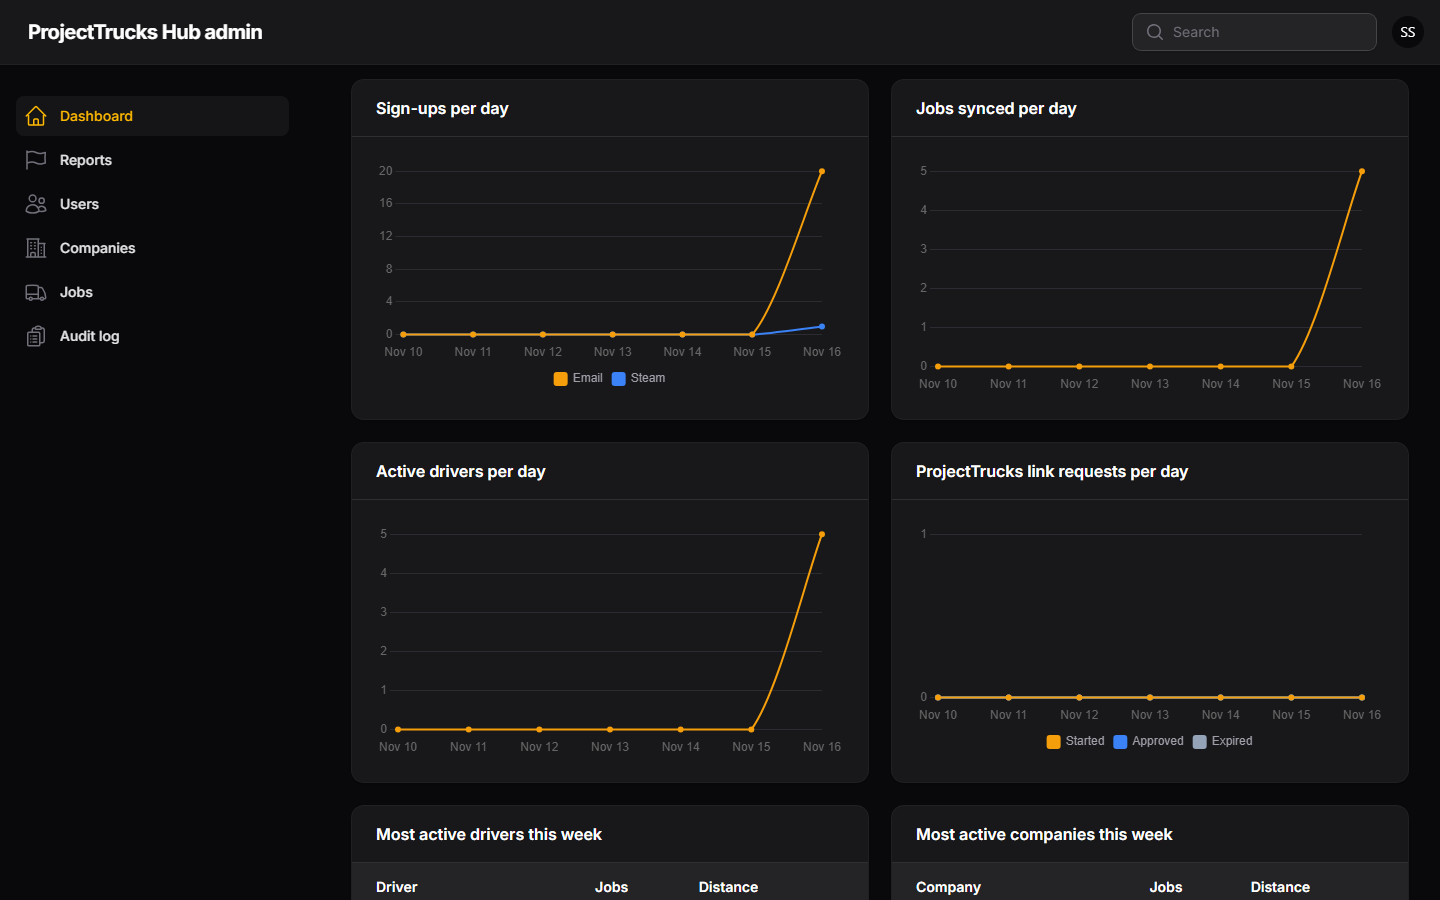 ProjectTrucks Hub admin
Search
SS
Dashboard
Reports
Users
Companies
Jobs
Audit log
Sign-ups per day
20
16
12
8
4
0
Nov 10 Nov 11 Nov 12 Nov 13 Nov 14 Nov 15 Nov 16
Email Steam
Jobs synced per day
5
4
3
2
1
0
Nov 10 Nov 11 Nov 12 Nov 13 Nov 14 Nov 15 Nov 16
Active drivers per day
5
4
3
2
1
0
Nov 10 Nov 11 Nov 12 Nov 13 Nov 14 Nov 15 Nov 16
ProjectTrucks link requests per day
1
0
Nov 10 Nov 11 Nov 12 Nov 13 Nov 14 Nov 15 Nov 16
Started Approved Expired
Most active drivers this week
Driver Jobs Distance
Most active companies this week
Company Jobs Distance